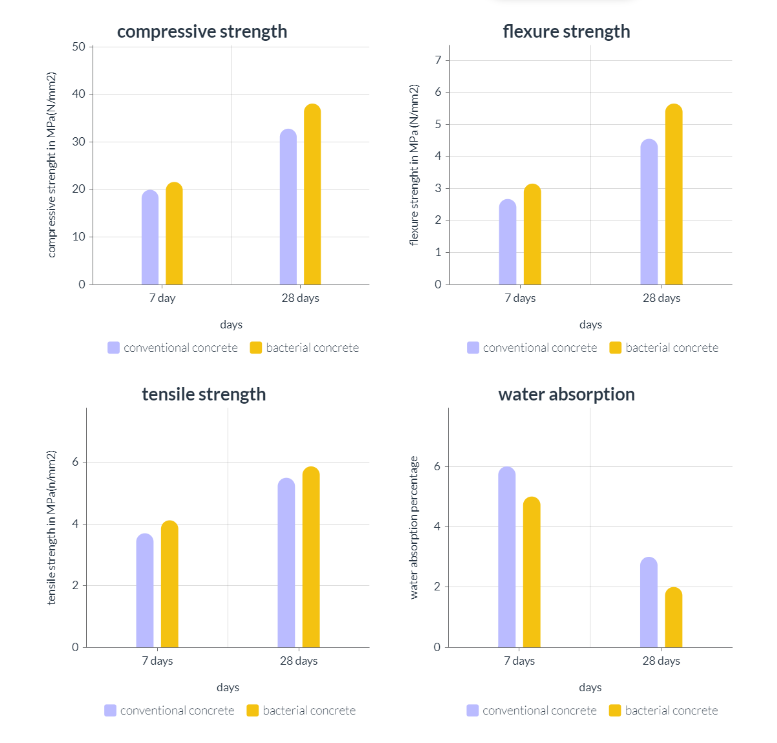 compressive strength
50
40
30
20
10
0
compressive strenght in MPa(N/mm2)
7 day
28 days
days
conventional concrete
bacterial concrete
flexure strength
7
6
5
4
3
2
1
0
flexure strenght in MPa (N/mm2)
7 days
28 days
days
conventional concrete
bacterial concrete
tensile strength
6
4
2
0
tensile strength in MPa(n/mm2)
7 days
28 days
days
conventional concrete
bacterial concrete
water absorption
6
4
2
0
water absorption percentage
7 days
28 days
days
conventional concrete
bacterial concrete